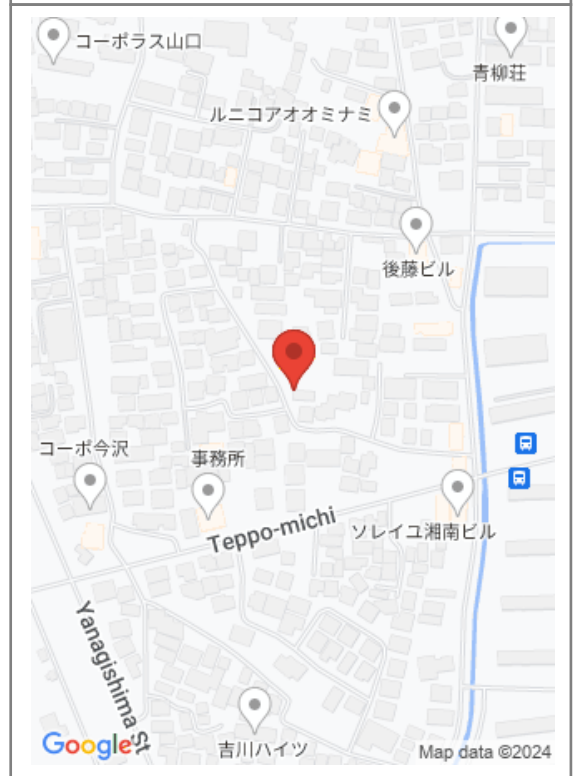 コーポラス山口
青柳荘
ルニコアオオミナミ
後藤ビル
コーポ今沢
事務所
Teppo-michi
ソレイユ湘南ビル
Yanagishima St
吉川ハイツ
Google
Map data ©2024